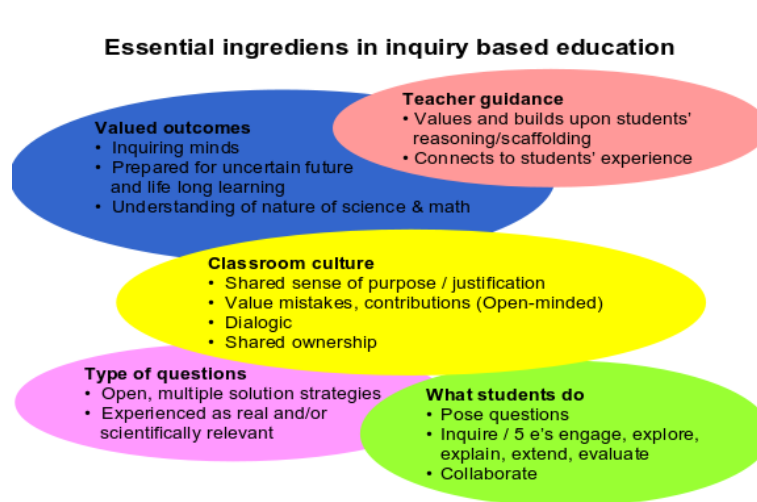 Essential ingrediens in inquiry based education
Valued outcomes
• Inquiring minds
• Prepared for uncertain future
and life long learning
• Understanding of nature of science & math
Teacher guidance
• Values and builds upon students’
reasoning/scaffolding
• Connects to students’ experience
Classroom culture
• Shared sense of purpose / justification
• Value mistakes, contributions (Open-minded)
• Dialogic
• Shared ownership
Type of questions
• Open, multiple solution strategies
• Experienced as real and/or
scientifically relevant
What students do
• Pose questions
• Inquire / 5 e’s engage, explore,
explain, extend, evaluate
• Collaborate